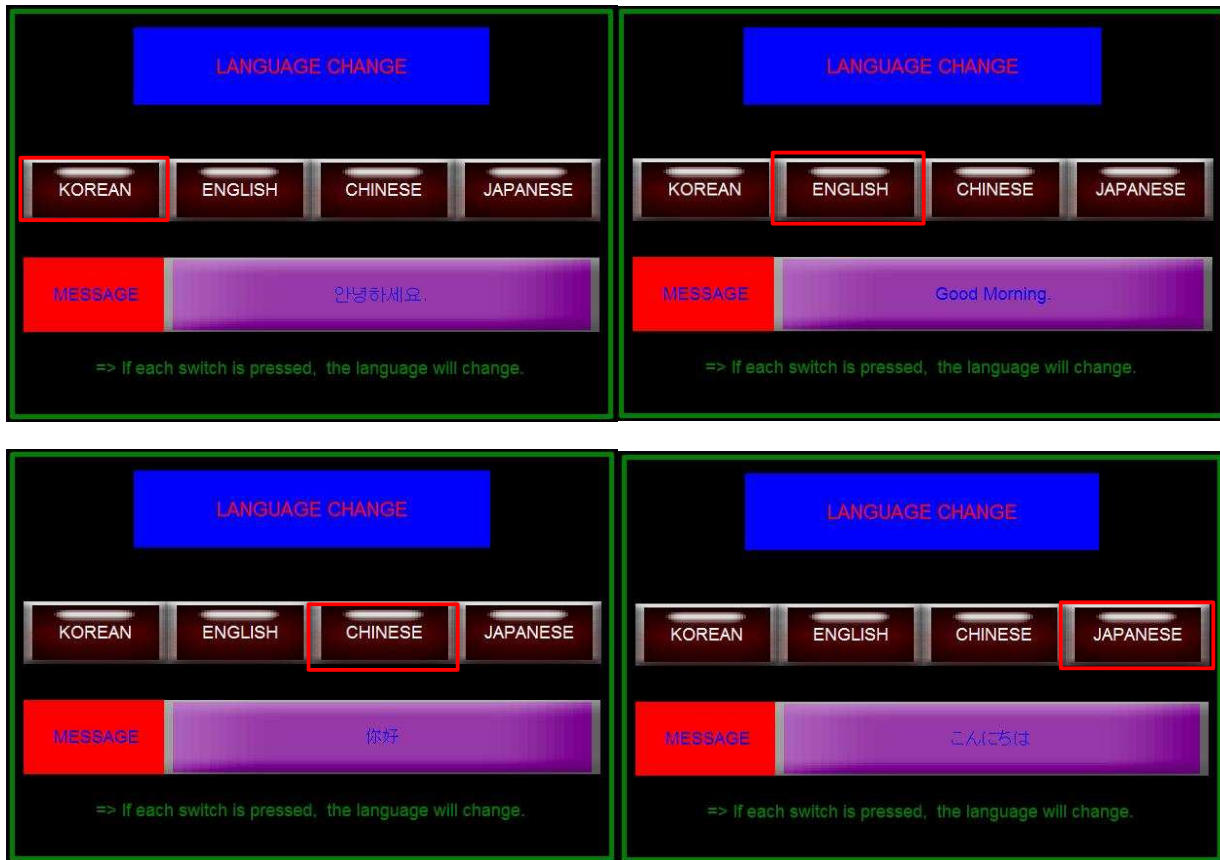 LANGUAGE CHANGE
KOREAN ENGLISH CHINESE JAPANESE
MESSAGE 안녕하세요.
=> If each switch is pressed, the language will change.
LANGUAGE CHANGE
KOREAN ENGLISH CHINESE JAPANESE
MESSAGE Good Morning.
=> If each switch is pressed, the language will change.
LANGUAGE CHANGE
KOREAN ENGLISH CHINESE JAPANESE
MESSAGE 你好
=> If each switch is pressed, the language will change.
LANGUAGE CHANGE
KOREAN ENGLISH CHINESE JAPANESE
MESSAGE こんにちは
=> If each switch is pressed, the language will change.